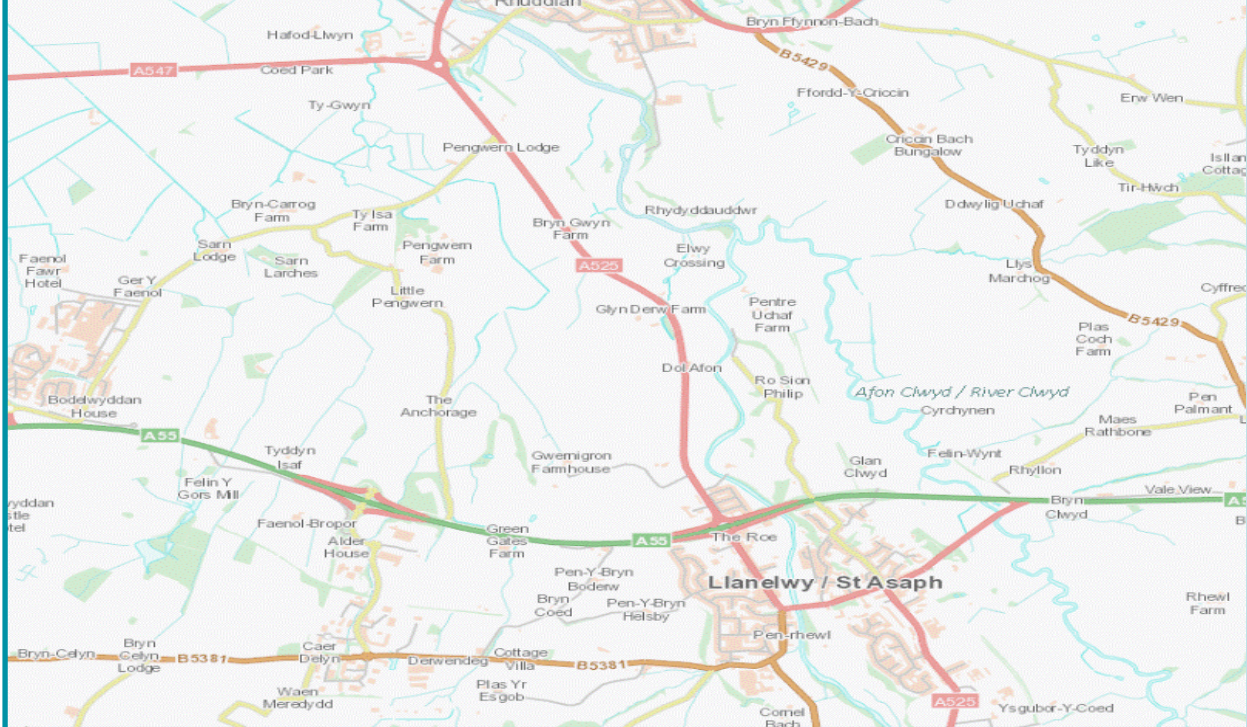 Rhuddlan
Bryn Ffynnon-Bach
Hafod-Llwyn
B5429
A547
Coed Park
Ffordd-Y-Criccin
Erw Wen
Ty-Gwyn
Pengwern Lodge
Criccin Bach
Bungalow
Tyddyn
Like
Tir-Hwch
Bryn-Carrog
Farm
Ty Isa
Farm
Bryn Gwyn
Farm
Rhydyddauddwr
Ddwylig Uchaf
Sarn
Lodge
Pengwern
Farm
Elwy
Crossing
Faenol
Fawr
Hotel
Sarn
Larches
A525
Llys
Marchog
Ger Y
Faenol
Little
Pengwern
Glyn Derw Farm
Pentre
Uchaf
Farm
B5429
Plas
Coch
Farm
Dol Afon
Ro Sion
Philip
Afon Clwyd / River Clwyd
Bodelwyddan
House
The
Anchorage
Cyrchynen
Pen
Palmant
Maes
Rathbone
A55
Tyddyn
Isaf
Gwernigron
Farmhouse
Glan
Clwyd
Felin-Wynt
Rhyllon
Felin Y
Gors Mill
Vale View
Bryn
Clwyd
Faenol-Bropor
Alder
House
Green
Gates
Farm
A55
The Roe
Pen-Y-Bryn
Boderw
Llanelwy / St Asaph
Bryn
Coed
Pen-Y-Bryn
Helsby
Rhewl
Farm
Pen-rhewl
Bryn-Celyn
Bryn
Celyn
Lodge
B5381
Caer
Delyn
Derwendeg
Cottage
Villa
B5381
Plas Yr
Esgob
Waen
Meredydd
A525
Ysgubor-Y-Coed
Cornel
Bach